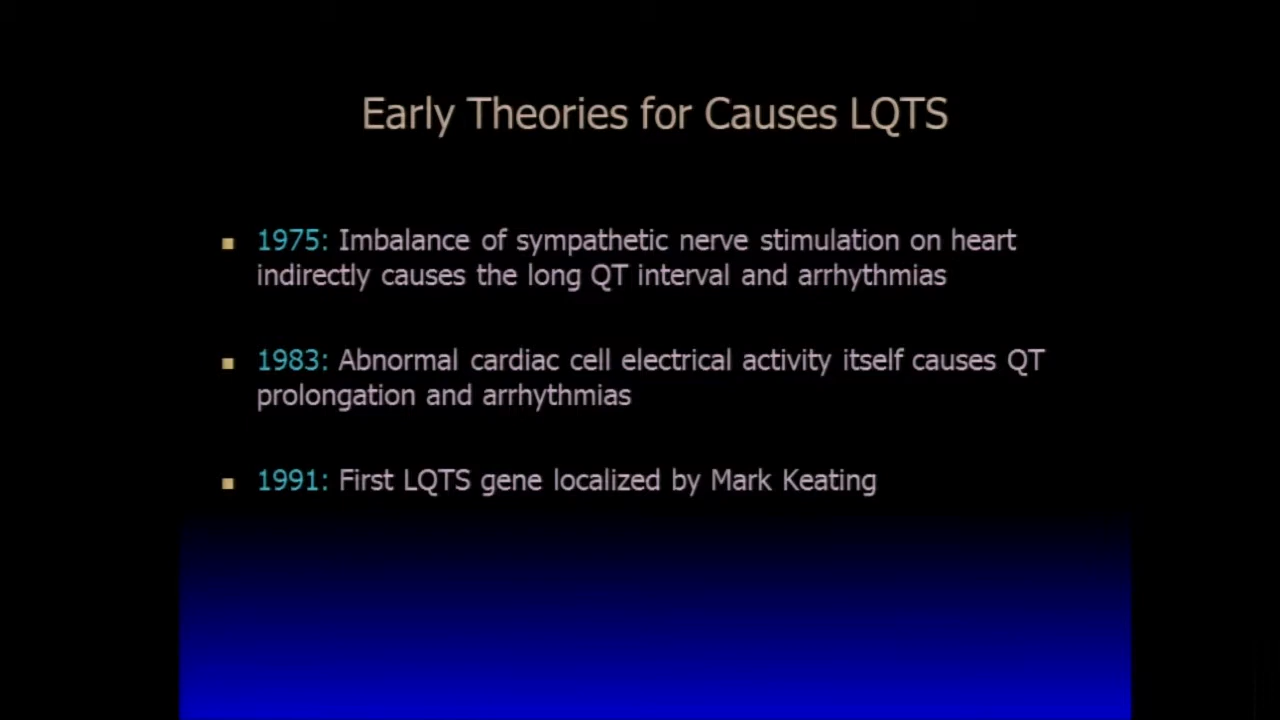 Early Theories for Causes LQTS
1975: Imbalance of sympathetic nerve stimulation on heart
indirectly causes the long QT interval and arrhythmias
1983: Abnormal cardiac cell electrical activity itself causes QT
prolongation and arrhythmias
1991: First LQTS gene localized by Mark Keating